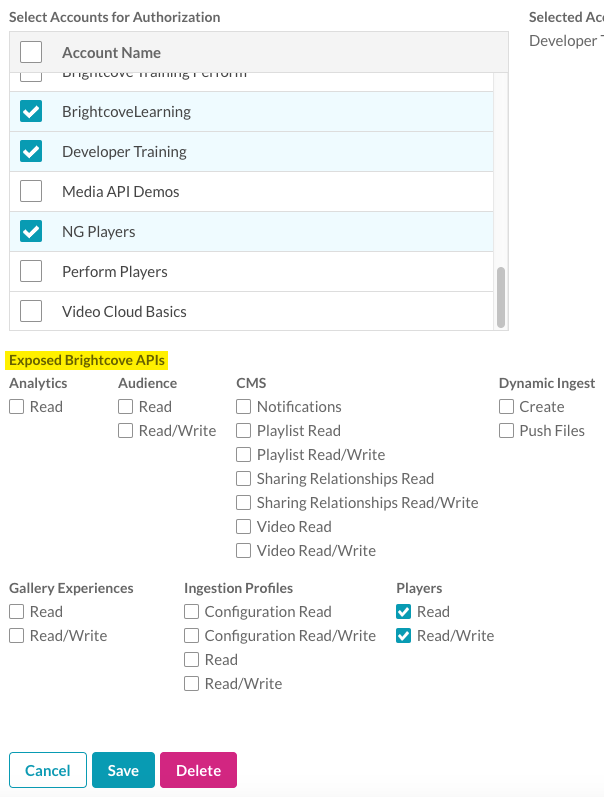 Select Accounts for Authorization
Selected Acc
Account Name
Developer T
Brightcove Training Perform
BrightcoveLearning
Developer Training
Media API Demos
NG Players
Perform Players
Video Cloud Basics
Exposed Brightcove APIs
Analytics Audience CMS Dynamic Ingest
Read Read Notifications Create
Read/Write Playlist Read Push Files
Playlist Read/Write
Sharing Relationships Read
Sharing Relationships Read/Write
Video Read
Video Read/Write
Gallery Experiences Ingestion Profiles Players
Read Configuration Read Read
Read/Write Configuration Read/Write Read/Write
Read
Read/Write
Cancel Save Delete